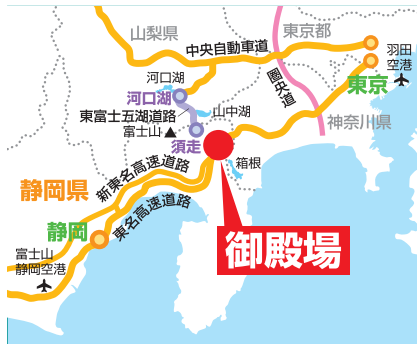 山梨県
東京都
中央自動車道
羽田
空港
河口湖
河口湖
圏央道
東京
東富士五湖道路
山中湖
富士山
神奈川県
須走
箱根
新東名高速道路
静岡県
東名高速道路
静岡
御殿場
富士山
静岡空港